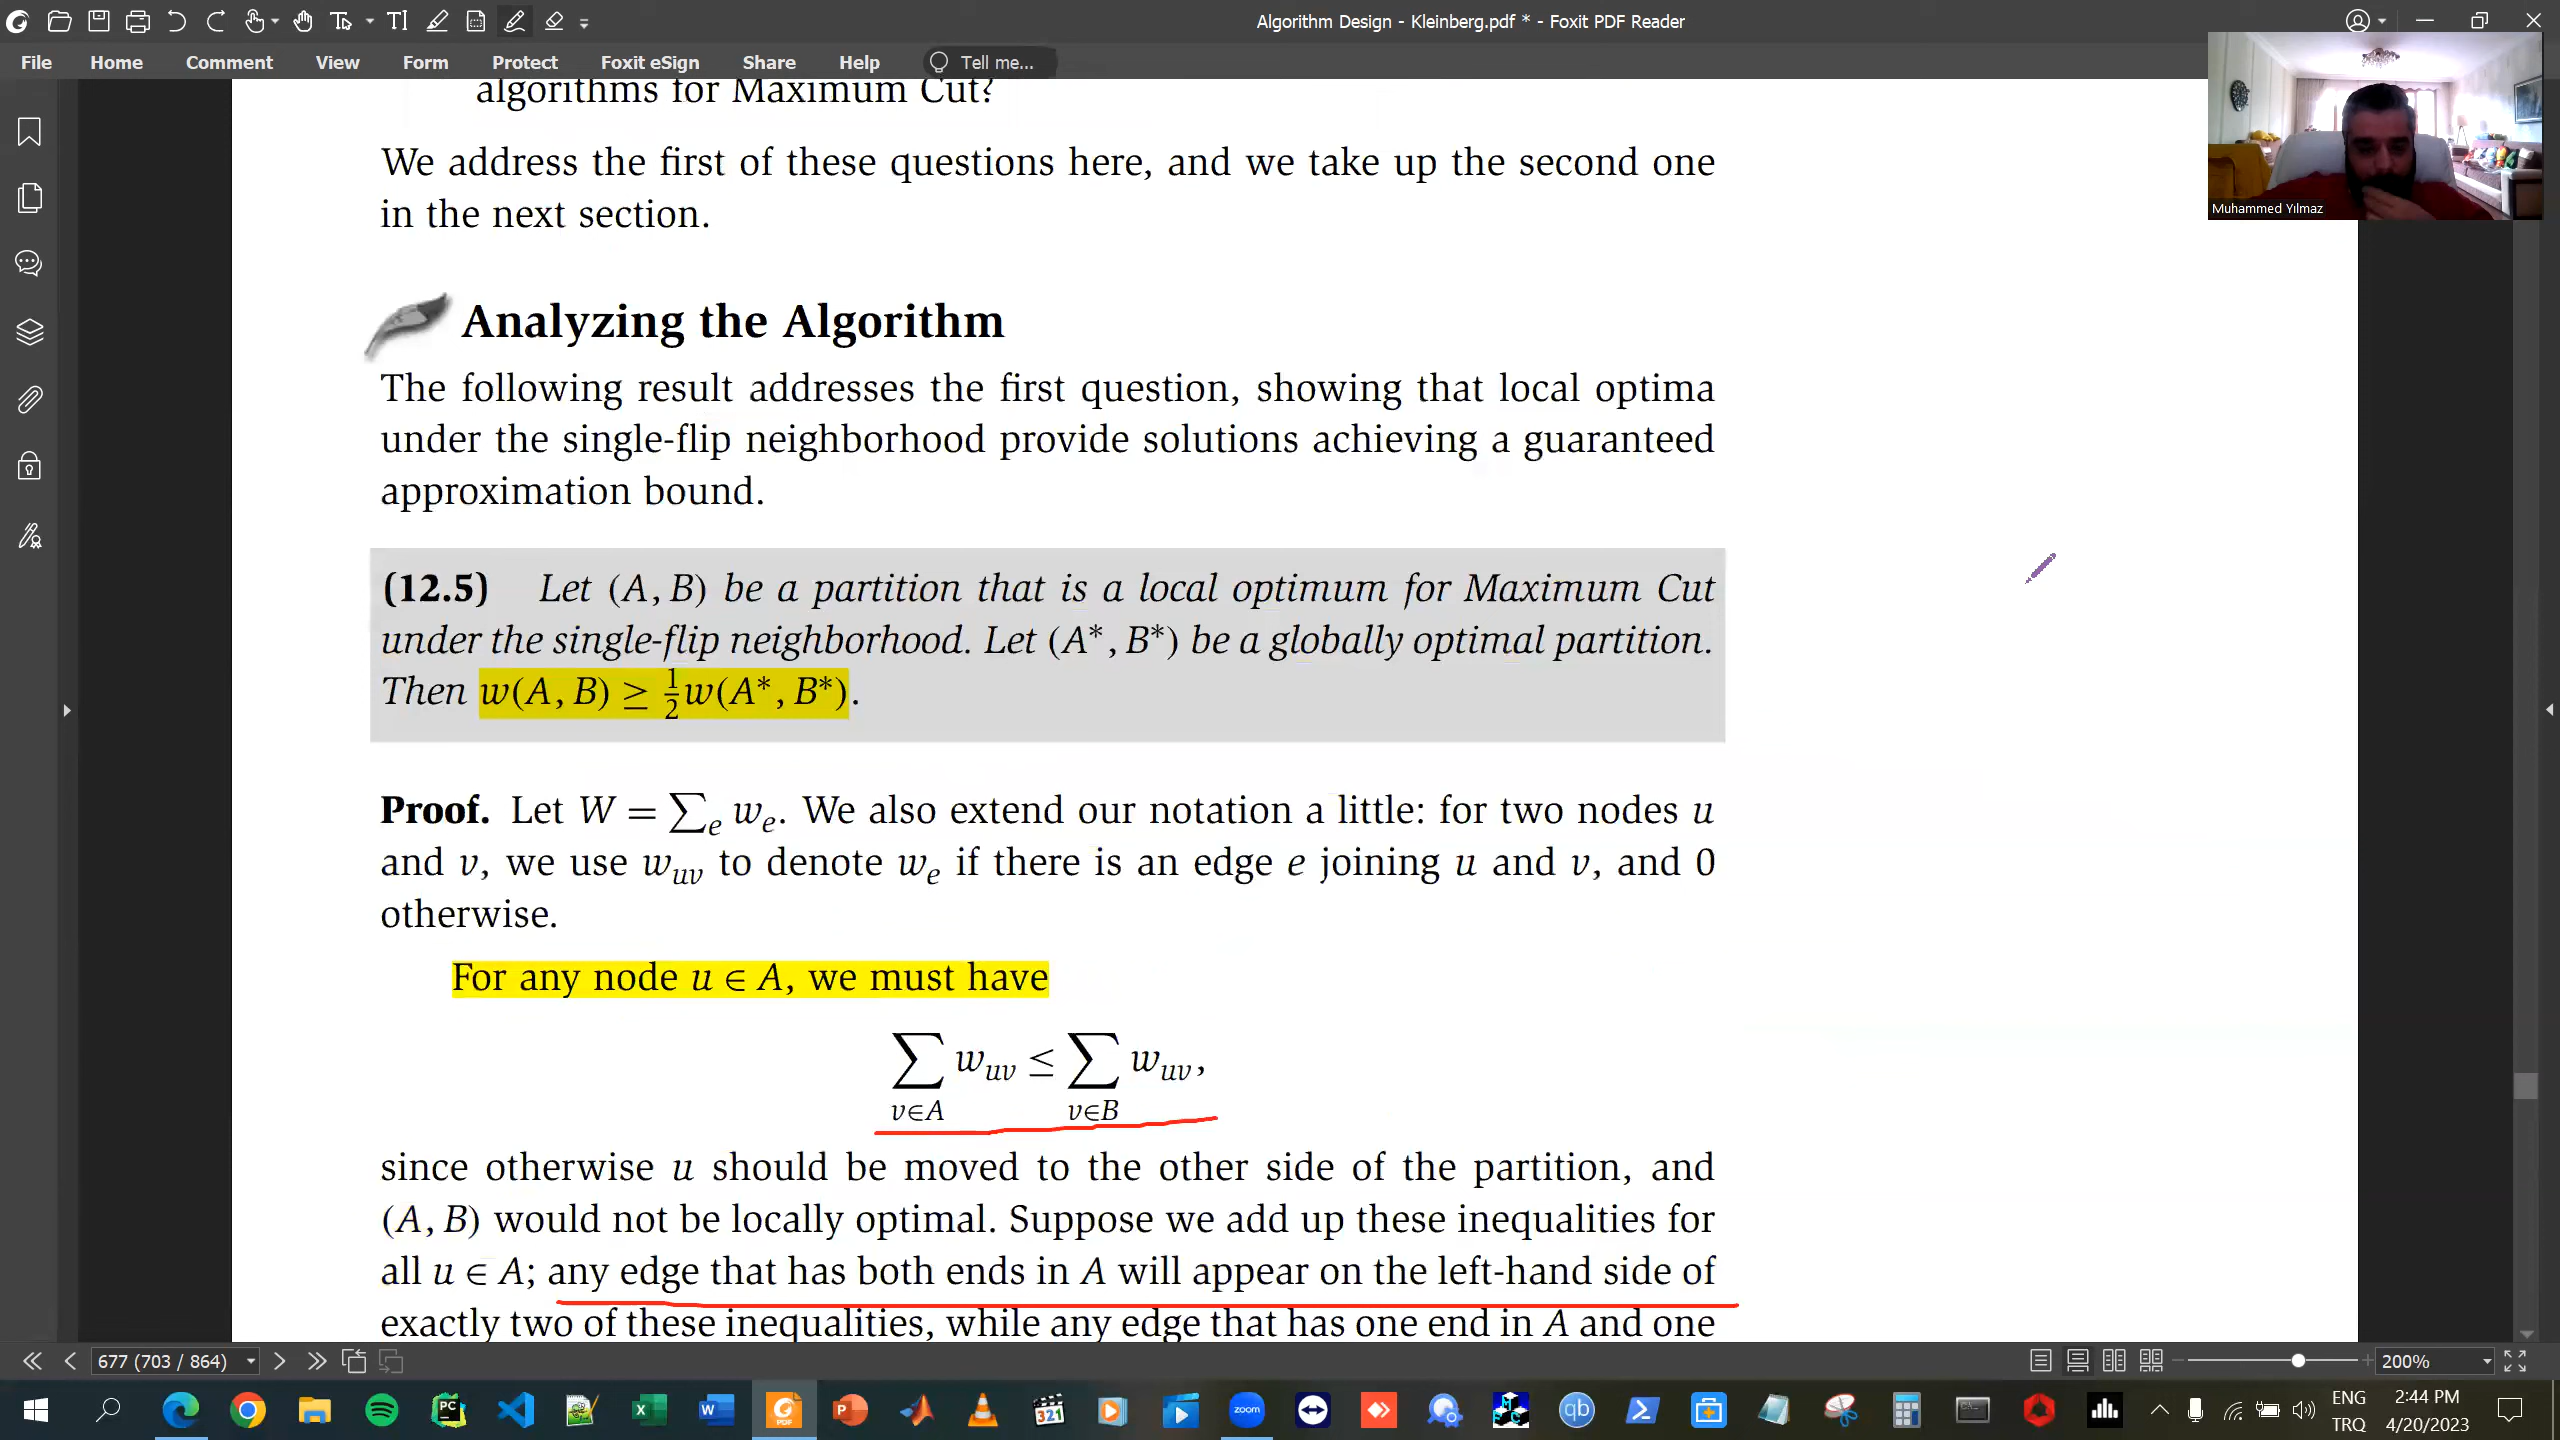 Algorithm Design - Kleinberg.pdf * - Foxit PDF Reader
File Home Comment View Form Protect Foxit eSign Share Help Tell me...
Muhammed Yılmaz
algorithms for Maximum Cut?
We address the first of these questions here, and we take up the second one
in the next section.
Analyzing the Algorithm
The following result addresses the first question, showing that local optima
under the single-flip neighborhood provide solutions achieving a guaranteed
approximation bound.
(12.5) Let (A, B) be a partition that is a local optimum for Maximum Cut
under the single-flip neighborhood. Let (A*, B*) be a globally optimal partition.
Then w(A, B) ≥ ½w(A*, B*).
Proof. Let W = ∑e we. We also extend our notation a little: for two nodes u
and v, we use wuv to denote we if there is an edge e joining u and v, and 0
otherwise.
For any node u ∈ A, we must have
∑ wuv ≤ ∑ wuv,
v∈A v∈B
since otherwise u should be moved to the other side of the partition, and
(A, B) would not be locally optimal. Suppose we add up these inequalities for
all u ∈ A; any edge that has both ends in A will appear on the left-hand side of
exactly two of these inequalities, while any edge that has one end in A and one
677 (703 / 864) 200%
PC W 321 zoom qb
ENG 2:44 PM
TRQ 4/20/2023